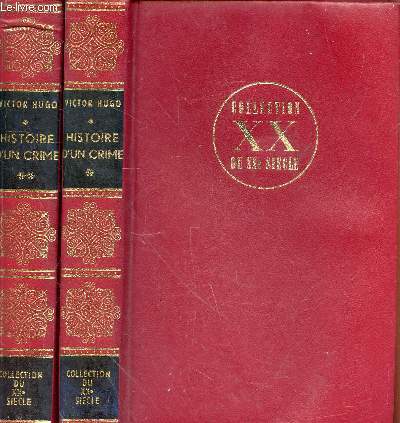 Le-livre.com
VICTOR HUGO
*
HISTOIRE
D'UN CRIME
**
COLLECTION
DU
XXe
SIECLE
VICTOR HUGO
*
HISTOIRE
D'UN CRIME
*
COLLECTION
DU
XXe
SIECLE
COLLECTION
XX
DU XXe SIECLE